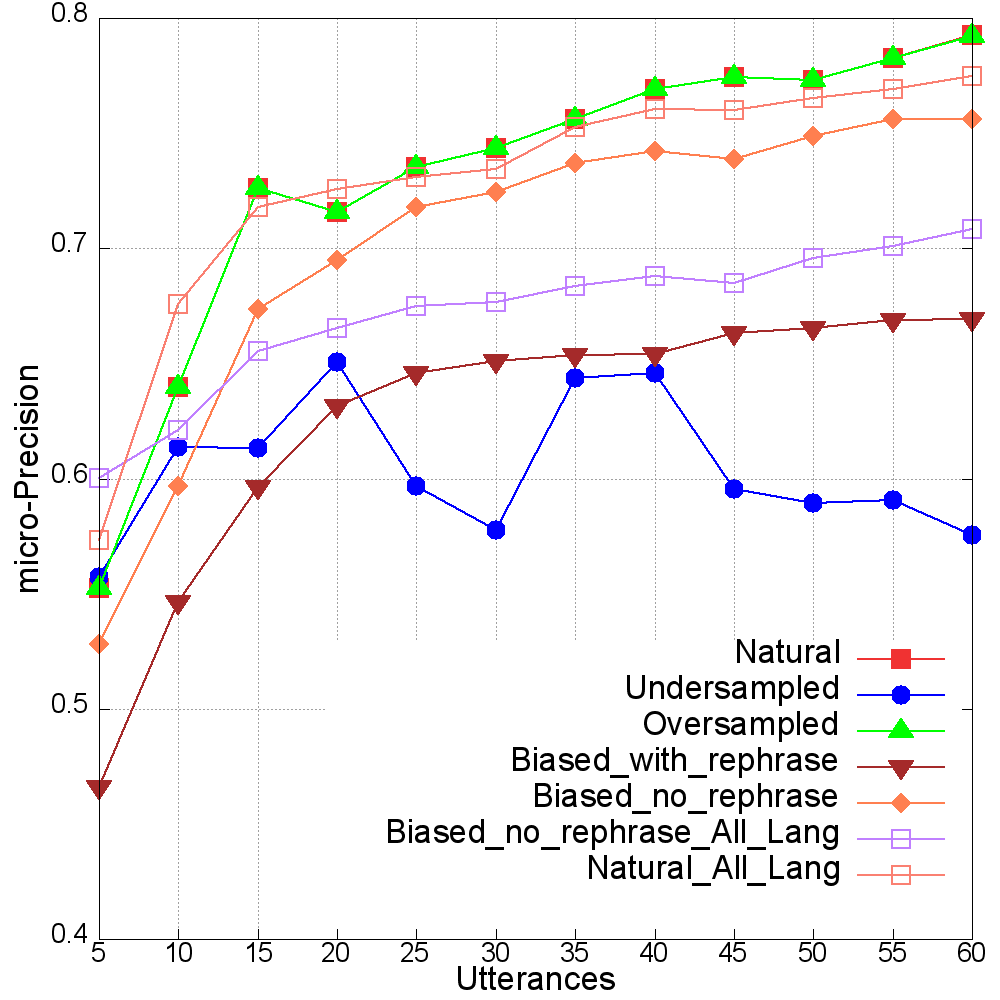 0.8
0.7
0.6
0.5
0.4
micro-Precision
Natural
Undersampled
Oversampled
Biased_with_rephrase
Biased_no_rephrase
Biased_no_rephrase_All_Lang
Natural_All_Lang
5 10 15 20 25 30 35 40 45 50 55 60
Utterances